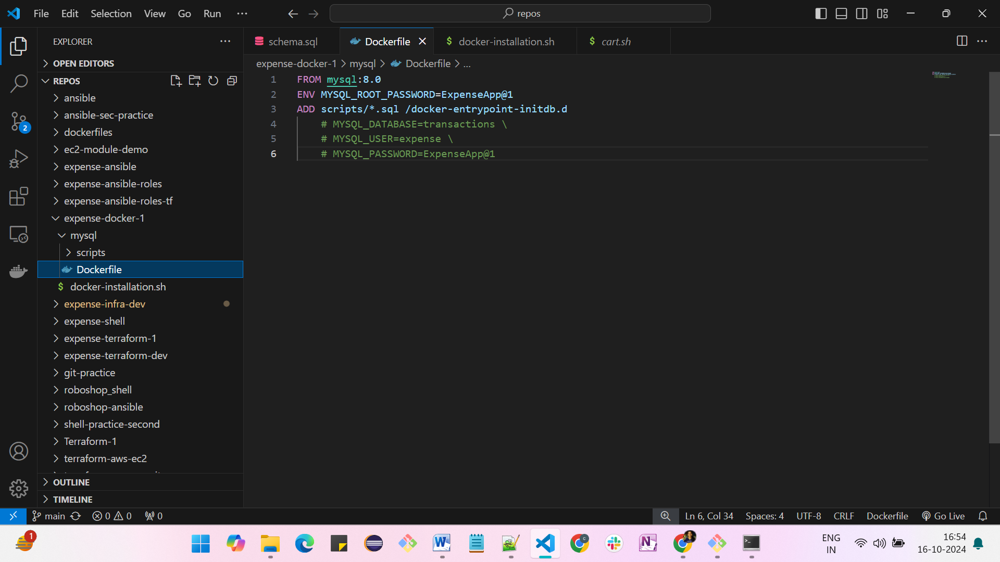 File Edit Selection View Go Run ··· repos
EXPLORER ···
OPEN EDITORS
REPOS
ansible
ansible-sec-practice
dockerfiles
ec2-module-demo
expense-ansible
expense-ansible-roles
expense-ansible-roles-tf
expense-docker-1
mysql
scripts
Dockerfile
docker-installation.sh
expense-infra-dev
expense-shell
expense-terraform-1
expense-terraform-dev
git-practice
roboshop_shell
roboshop-ansible
shell-practice-second
Terraform-1
terraform-aws-ec2
OUTLINE
TIMELINE
schema.sql Dockerfile $ docker-installation.sh $ cart.sh
expense-docker-1 > mysql > Dockerfile > ...
1 FROM mysql:8.0
2 ENV MYSQL_ROOT_PASSWORD=ExpenseApp@1
3 ADD scripts/*.sql /docker-entrypoint-initdb.d
4 # MYSQL_DATABASE=transactions \
5 # MYSQL_USER=expense \
6 # MYSQL_PASSWORD=ExpenseApp@1
2
main 0 0 0 Ln 6, Col 34 Spaces: 4 UTF-8 CRLF Dockerfile Go Live
1 ENG 16:54
IN 16-10-2024